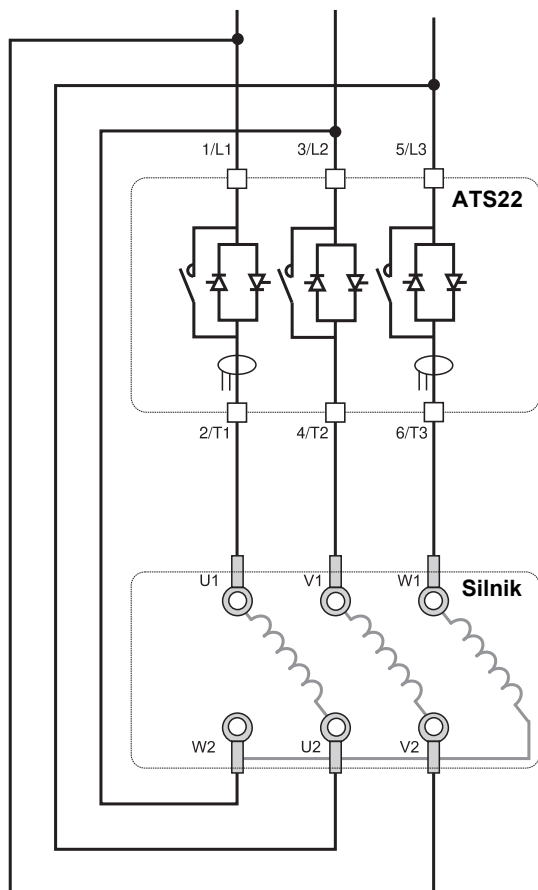 1/L1 3/L2 5/L3
ATS22
2/T1 4/T2 6/T3
U1 V1 W1
Silnik
W2 U2 V2